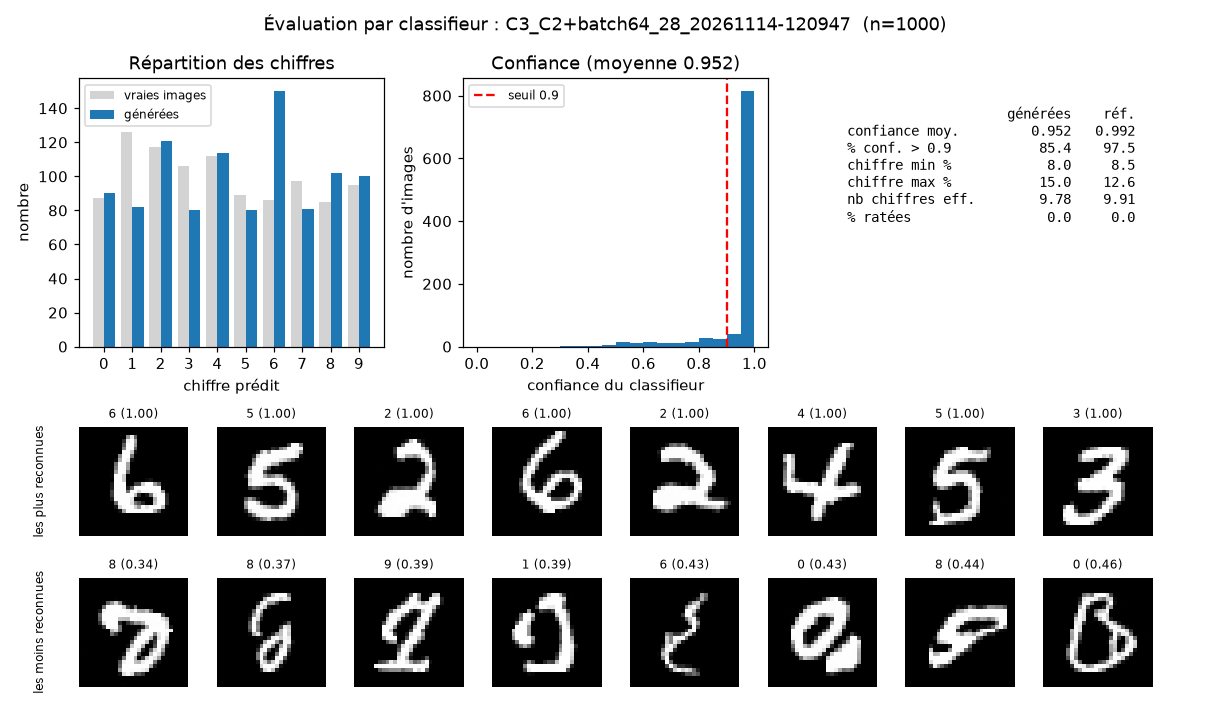 Évaluation par classifieur : C3_C2+batch64_28_20261114-120947 (n=1000)
Répartition des chiffres
vraies images
générées
nombre
0 20 40 60 80 100 120 140
0 1 2 3 4 5 6 7 8 9
chiffre prédit
Confiance (moyenne 0.952)
seuil 0.9
nombre d'images
0 200 400 600 800
0.0 0.2 0.4 0.6 0.8 1.0
confiance du classifieur
générées réf.
confiance moy. 0.952 0.992
% conf. > 0.9 85.4 97.5
chiffre min % 8.0 8.5
chiffre max % 15.0 12.6
nb chiffres eff. 9.78 9.91
% ratées 0.0 0.0
les plus reconnues
6 (1.00) 5 (1.00) 2 (1.00) 6 (1.00) 2 (1.00) 4 (1.00) 5 (1.00) 3 (1.00)
6 5 2 6 2 4 5 3
les moins reconnues
8 (0.34) 8 (0.37) 9 (0.39) 1 (0.39) 6 (0.43) 0 (0.43) 8 (0.44) 0 (0.46)